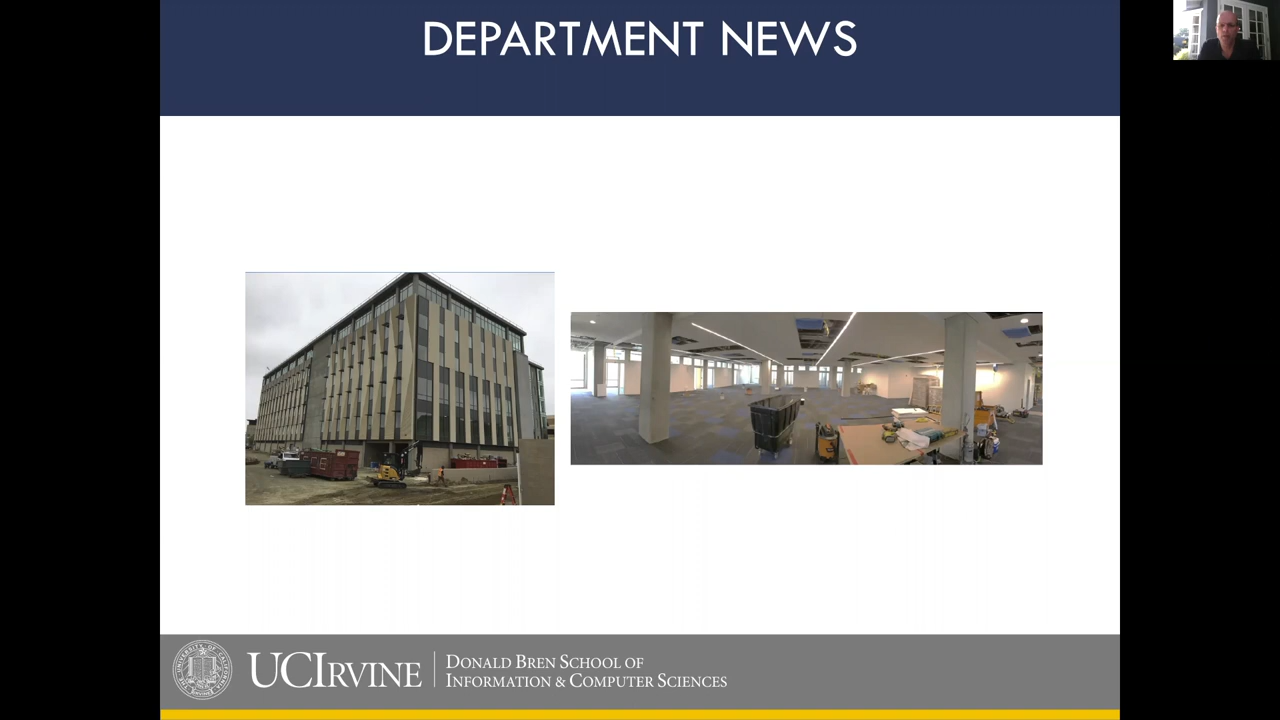 DEPARTMENT NEWS
UCIRVINE
DONALD BREN SCHOOL OF
INFORMATION & COMPUTER SCIENCES